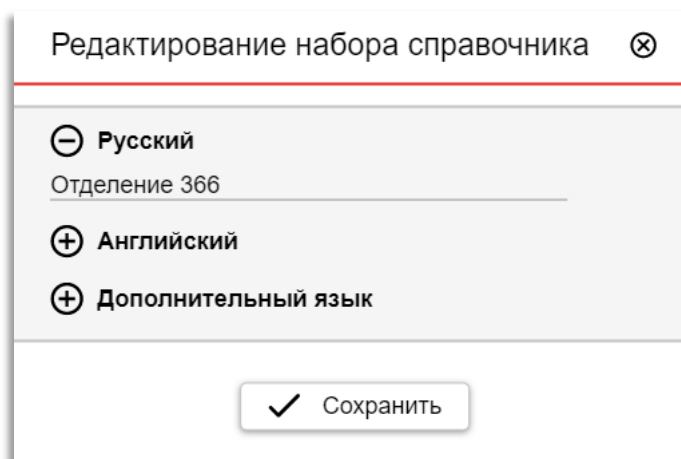 Редактирование набора справочника
Русский
Отделение 366
Английский
Дополнительный язык
Сохранить